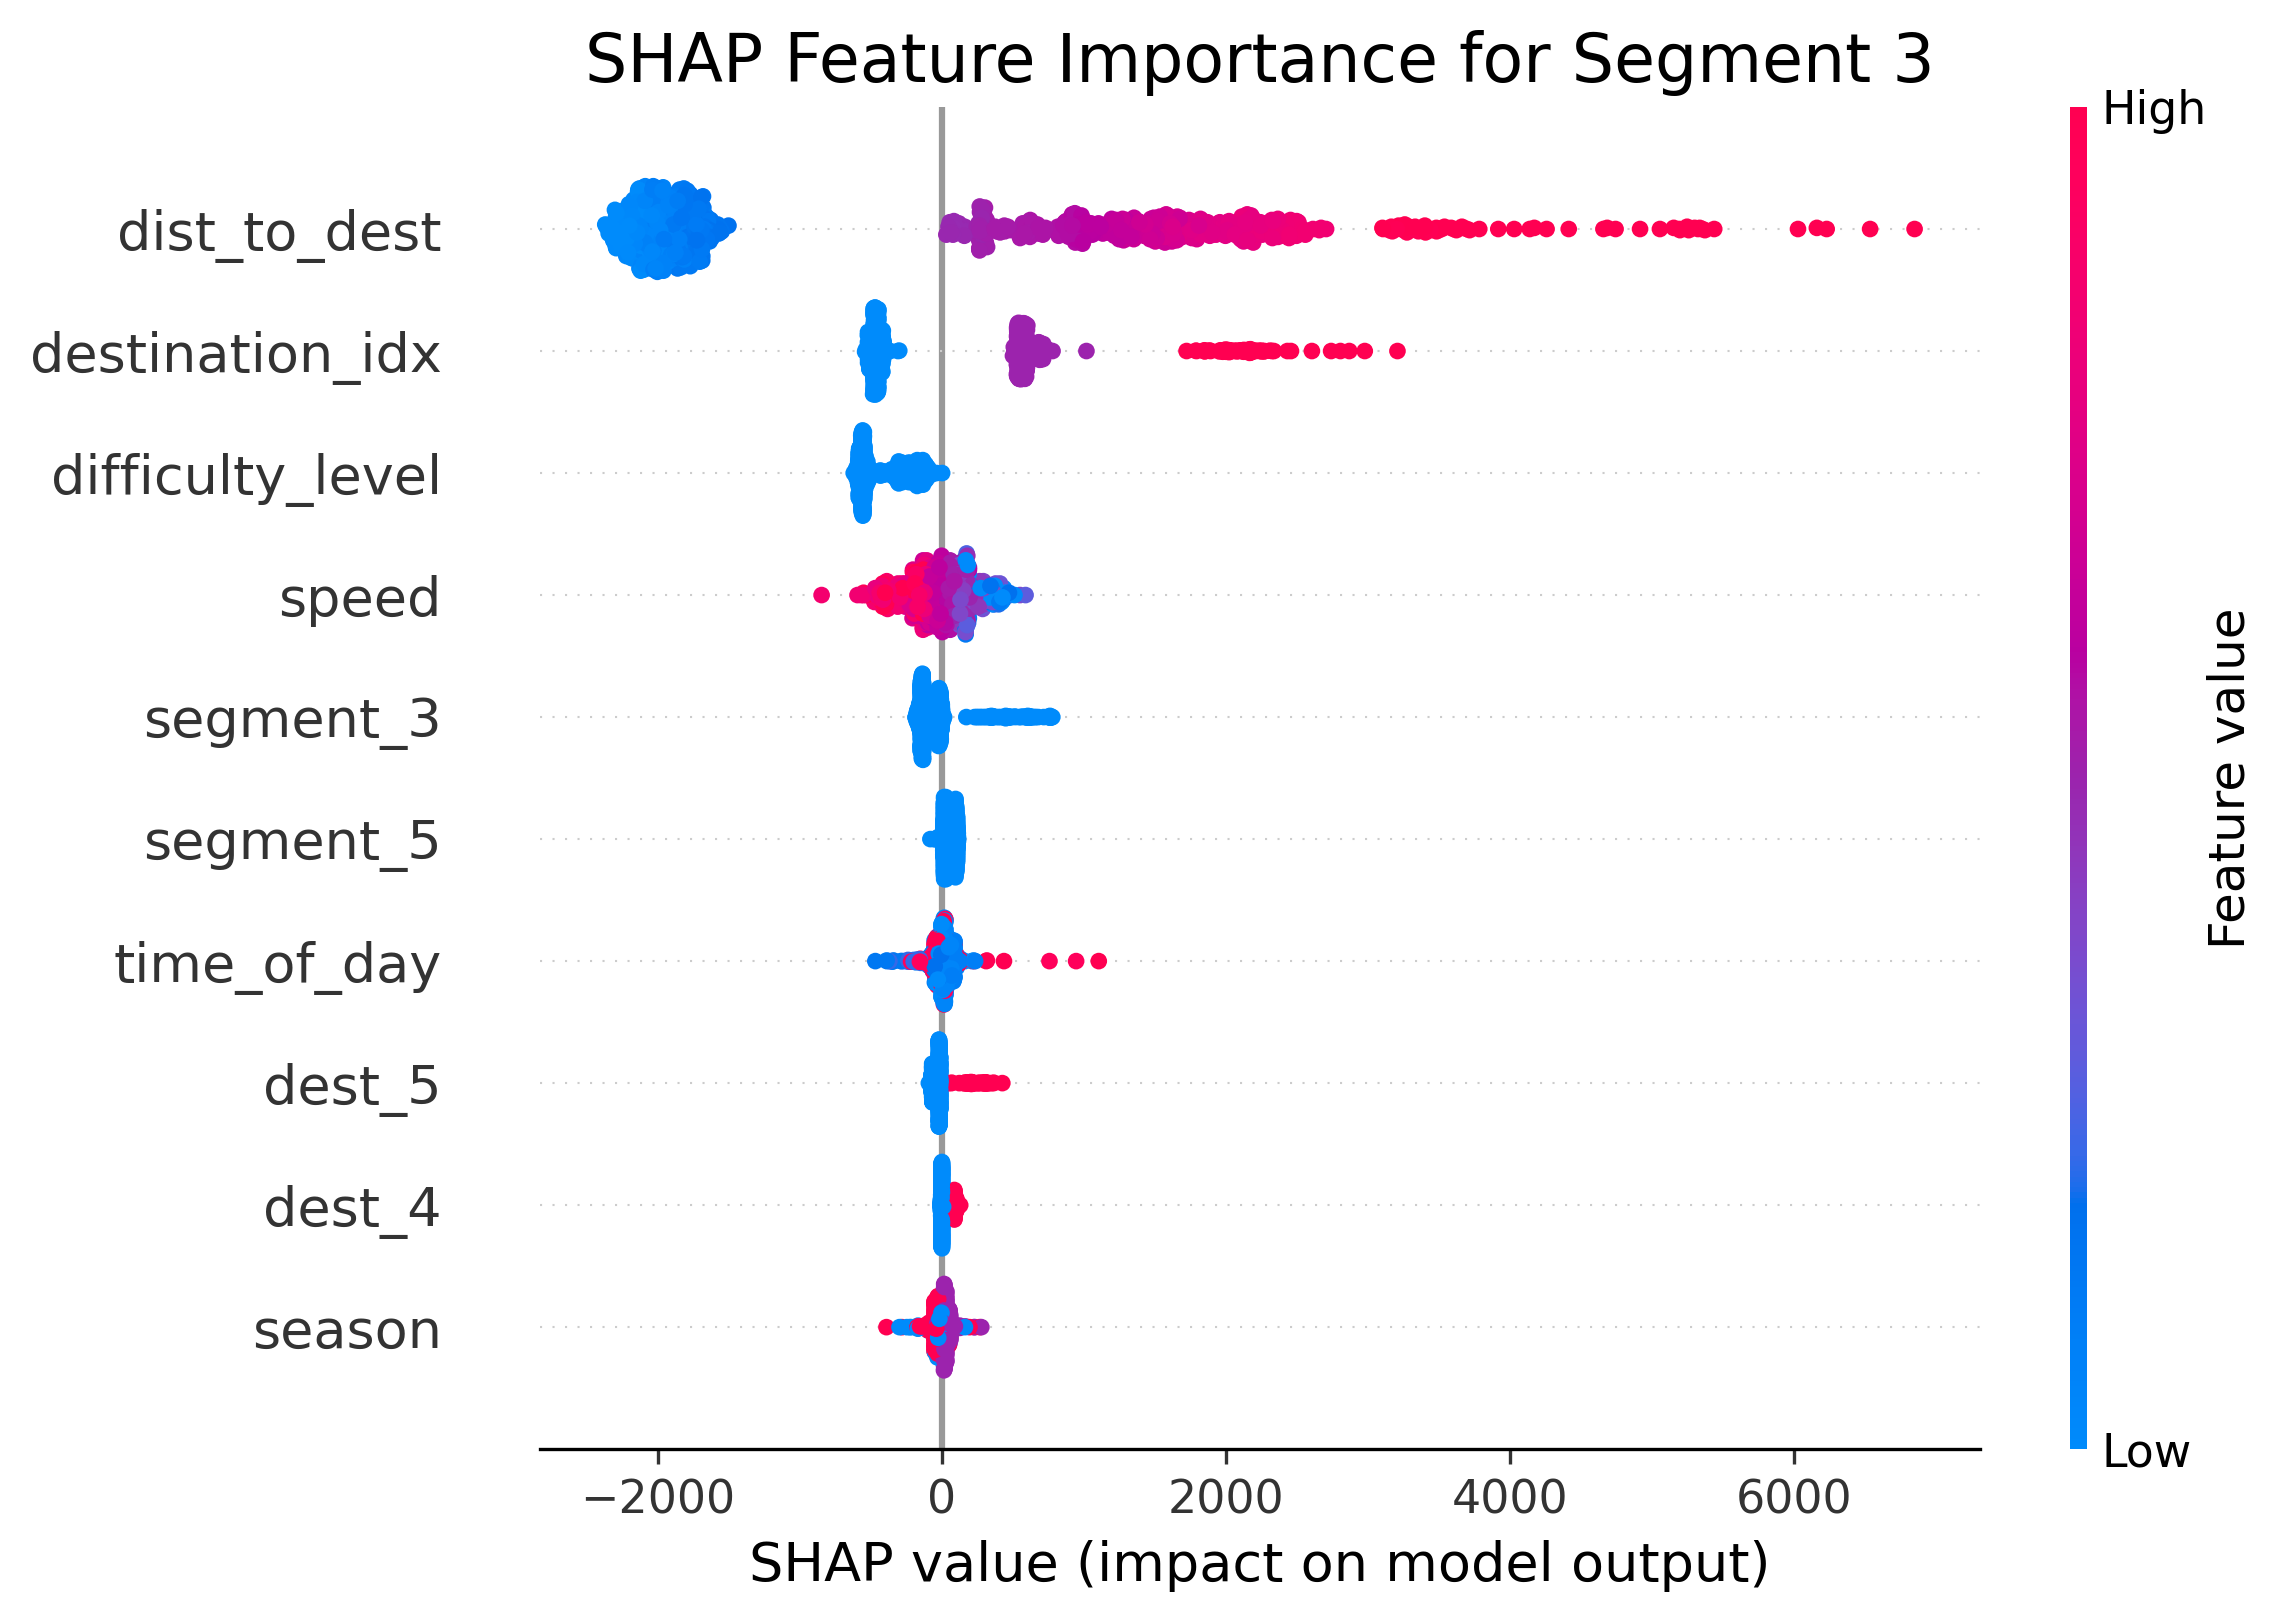 SHAP Feature Importance for Segment 3
High
dist_to_dest
destination_idx
difficulty_level
speed
segment_3
segment_5
time_of_day
dest_5
dest_4
season
Feature value
Low
−2000 0 2000 4000 6000
SHAP value (impact on model output)